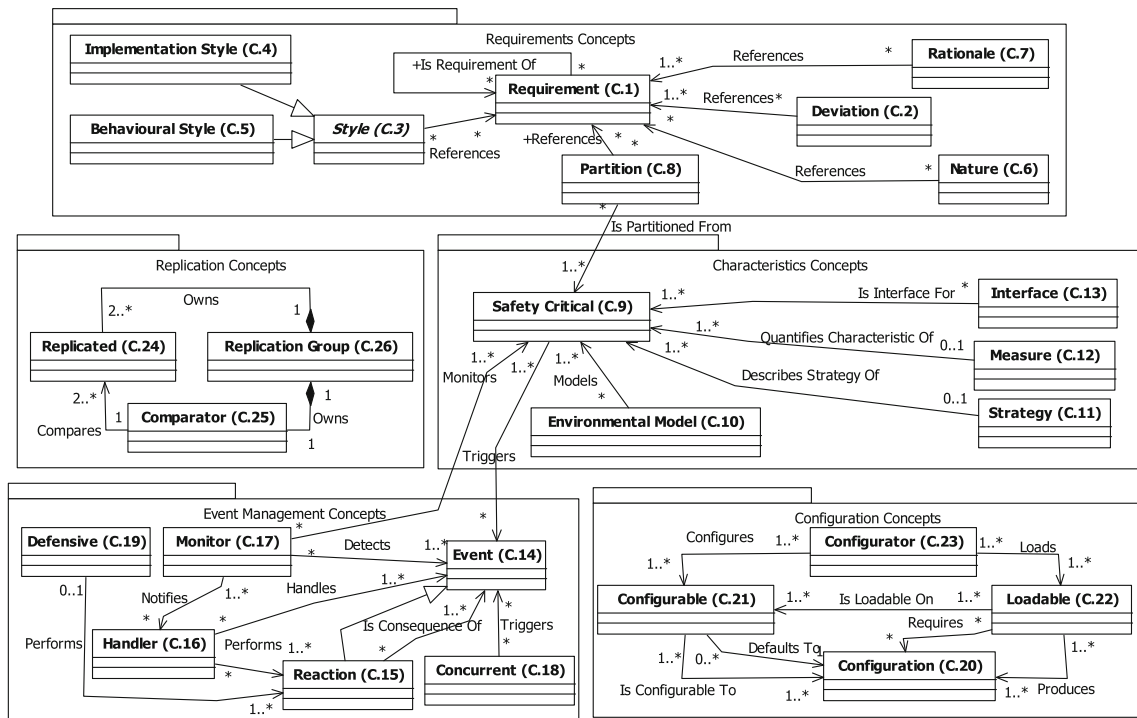 Requirements Concepts
Implementation Style (C.4)
Behavioural Style (C.5)
Style (C.3)
*
*
References
+Is Requirement Of
*
*
Requirement (C.1)
1..*
References
*
Rationale (C.7)
1..*
References
*
Deviation (C.2)
*
References
*
Nature (C.6)
+References
*
*
Partition (C.8)
*
Is Partitioned From
1..*
Replication Concepts
Owns
2..*
1
Replicated (C.24)
Replication Group (C.26)
2..*
1
Comparator (C.25)
1
Owns
Compares
1
Characteristics Concepts
Safety Critical (C.9)
1..*
Is Interface For
*
Interface (C.13)
1..*
Quantifies Characteristic Of
0..1
Measure (C.12)
1..*
Describes Strategy Of
0..1
Strategy (C.11)
1..*
Monitors
1..*
1..*
Models
*
Environmental Model (C.10)
Triggers
*
Event Management Concepts
Defensive (C.19)
Monitor (C.17)
*
*
Detects
1..*
Event (C.14)
0..1
Notifies
1..*
Handles
1..*
*
*
Handler (C.16)
Performs
Performs
*
1..*
Is Consequence Of
1..*
*
Reaction (C.15)
1..*
*
Triggers
*
Concurrent (C.18)
Configuration Concepts
Configures
1..*
Configurator (C.23)
1..*
Loads
1..*
1..*
Configurable (C.21)
1..*
Is Loadable On
1..*
Loadable (C.22)
Requires
*
*
1..*
0..*
Defaults To
1
Configuration (C.20)
1..*
Is Configurable To
1..*
1..*
Produces